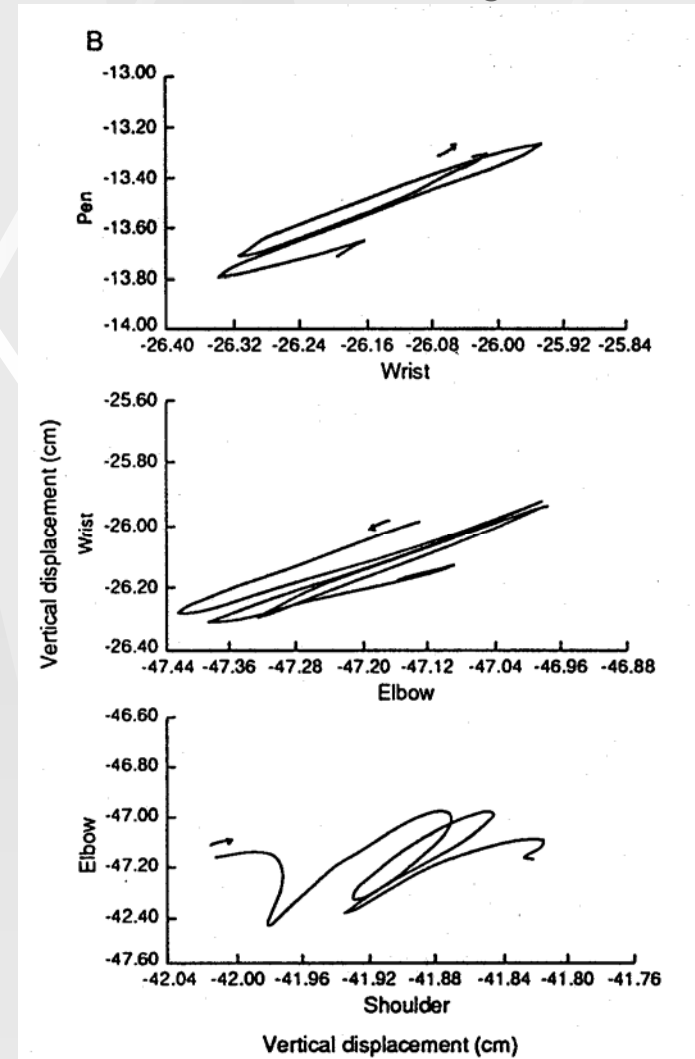 B
-13.00
-13.20
-13.40
-13.60
-13.80
-14.00
Pen
-26.40 -26.32 -26.24 -26.16 -26.08 -26.00 -25.92 -25.84
Wrist
-25.60
-25.80
-26.00
-26.20
-26.40
Vertical displacement (cm)
Wrist
-47.44 -47.36 -47.28 -47.20 -47.12 -47.04 -46.96 -46.88
Elbow
-46.60
-46.80
-47.00
-47.20
-42.40
-47.60
Elbow
-42.04 -42.00 -41.96 -41.92 -41.88 -41.84 -41.80 -41.76
Shoulder
Vertical displacement (cm)